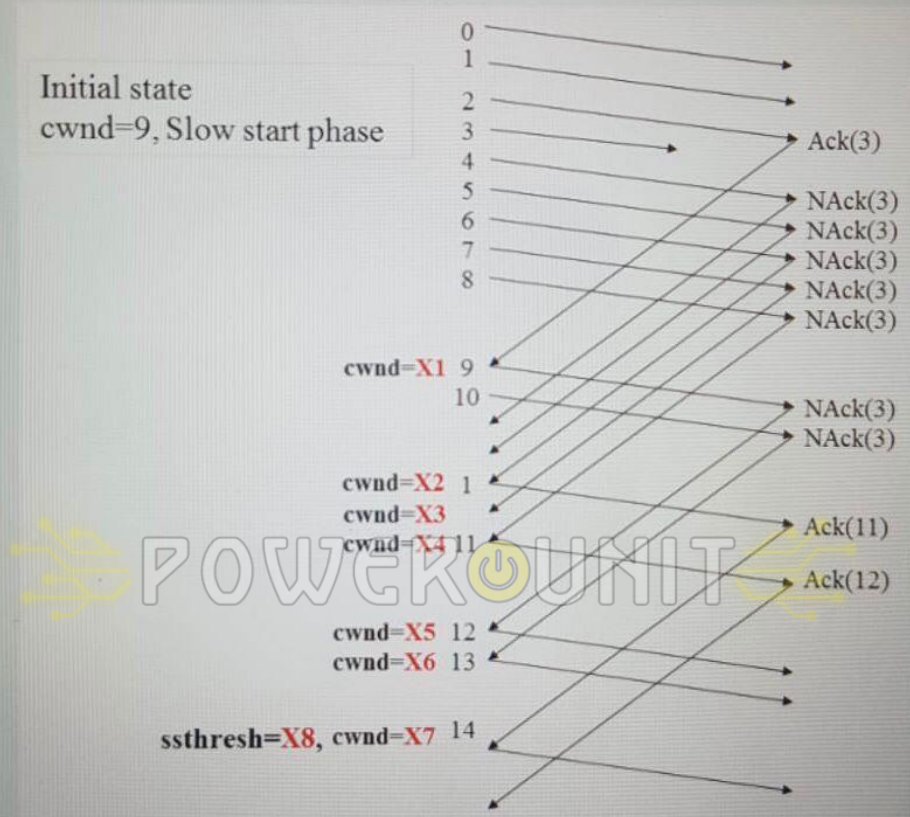 0
1
Initial state
cwnd=9, Slow start phase
2
3
Ack(3)
4
5
NAck(3)
6
NAck(3)
7
NAck(3)
8
NAck(3)
NAck(3)
cwnd=X1 9
10
NAck(3)
NAck(3)
cwnd=X2 1
cwnd=X3
Ack(11)
cwnd=X4 11
POWER UNIT
Ack(12)
cwnd=X5 12
cwnd=X6 13
ssthresh=X8, cwnd=X7 14